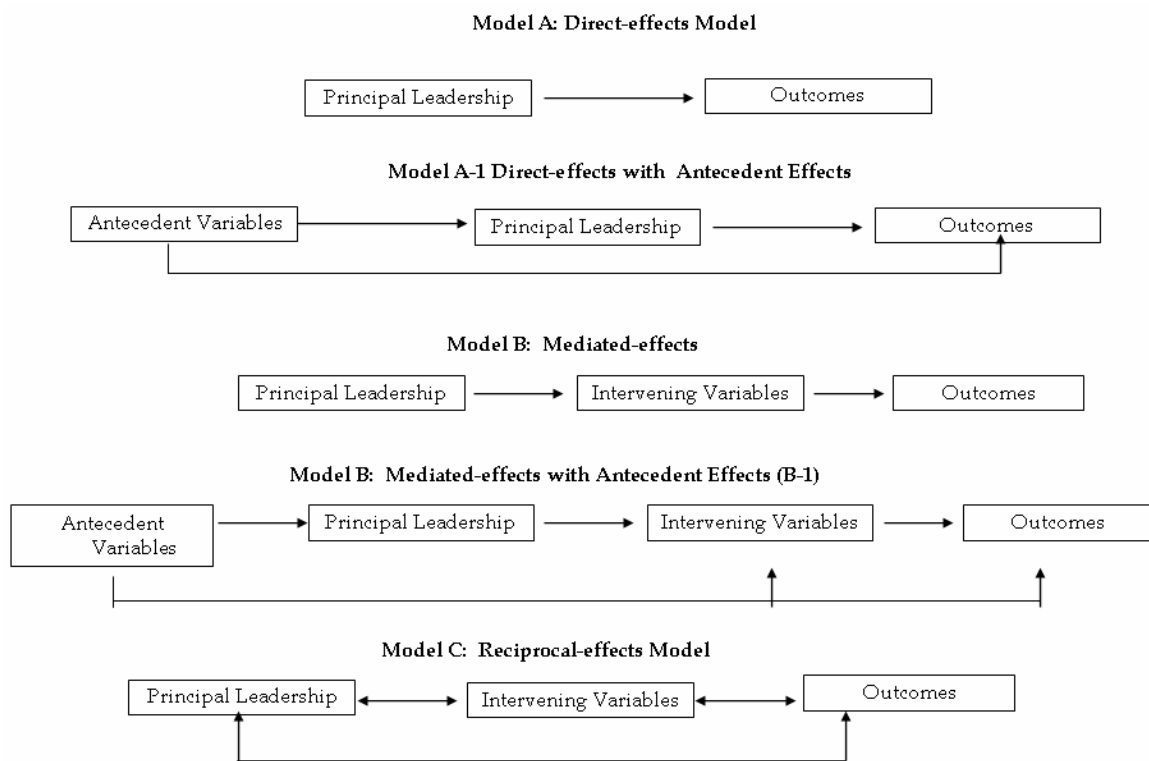 Model A: Direct-effects Model
Principal Leadership
Outcomes
Model A-1 Direct-effects with Antecedent Effects
Antecedent Variables
Principal Leadership
Outcomes
Model B: Mediated-effects
Principal Leadership
Intervening Variables
Outcomes
Model B: Mediated-effects with Antecedent Effects (B-1)
Antecedent
Variables
Principal Leadership
Intervening Variables
Outcomes
Model C: Reciprocal-effects Model
Principal Leadership
Intervening Variables
Outcomes